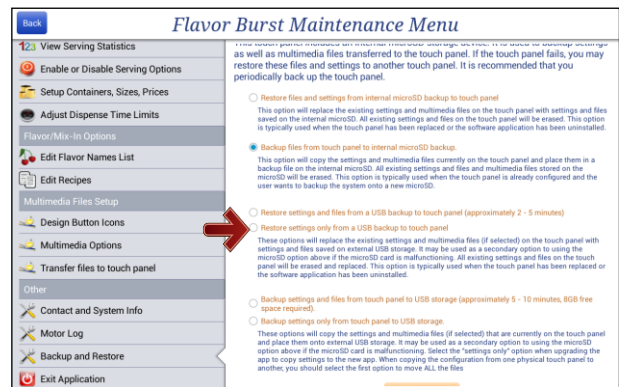 Back
Flavor Burst Maintenance Menu
123 View Serving Statistics
Enable or Disable Serving Options
Setup Containers, Sizes, Prices
Adjust Dispense Time Limits
Flavor/Mix-In Options
Edit Flavor Names List
Edit Recipes
Multimedia Files Setup
Design Button Icons
Multimedia Options
Transfer files to touch panel
Other
Contact and System Info
Motor Log
Backup and Restore
Exit Application
This touch panel includes an internal microSD storage device. It is used to backup settings
as well as multimedia files transferred to the touch panel. If the touch panel fails, you may
restore these files and settings to another touch panel. It is recommended that you
periodically back up the touch panel.
Restore files and settings from internal microSD backup to touch panel
This option will replace the existing settings and multimedia files on the touch panel with settings and files
saved on the internal microSD. All existing settings and files on the touch panel will be erased. This option
is typically used when the touch panel has been replaced or the software application has been uninstalled.
Backup files from touch panel to internal microSD backup.
This option will copy the settings and multimedia files currently on the touch panel and place them in a
backup file on the internal microSD. All existing settings and files and multimedia files stored on the
microSD will be erased. This option is typically used when the touch panel is already configured and the
user wants to backup the system onto a new microSD.
Restore settings and files from a USB backup to touch panel (approximately 2 - 5 minutes)
Restore settings only from a USB backup to touch panel
These options will replace the existing settings and multimedia files (if selected) on the touch panel with
settings and files saved on external USB storage. It may be used as a secondary option to using the
microSD option above if the microSD card is malfunctioning. All existing settings and files on the touch
panel will be erased and replaced. This option is typically used when the touch panel has been replaced or
the software application has been uninstalled.
Backup settings and files from touch panel to USB storage (approximately 5 - 10 minutes, 8GB free
space required).
Backup settings only from touch panel to USB storage.
These options will copy the settings and multimedia files (if selected) that are currently on the touch panel
and place them onto external USB storage. It may be used as a secondary option to using the microSD
option above if the microSD card is malfunctioning. Select the "settings only" option when upgrading the
app to copy settings to the new app. When copying the configuration from one physical touch panel to
another, you should select the first option to move ALL the files